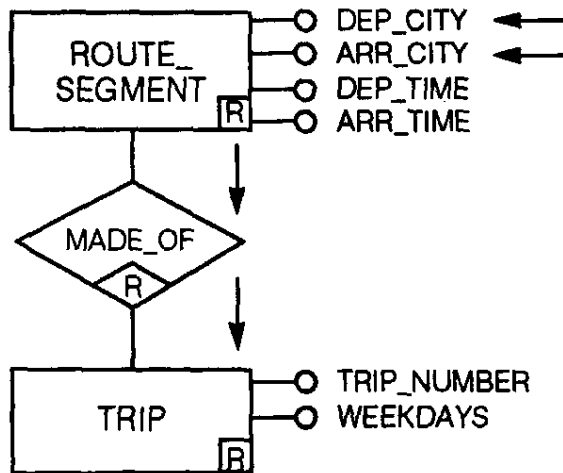 ROUTE_
SEGMENT
R
DEP_CITY
ARR_CITY
DEP_TIME
ARR_TIME
MADE_OF
R
TRIP
R
TRIP_NUMBER
WEEKDAYS